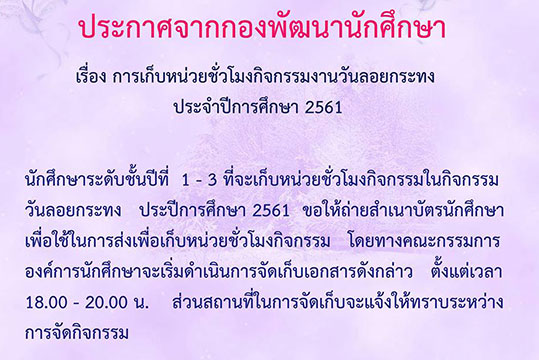 ประกาศจากกองพัฒนานักศึกษา
เรื่อง การเก็บหน่วยชั่วโมงกิจกรรมงานวันลอยกระทง
ประจำปีการศึกษา 2561
นักศึกษาระดับชั้นปีที่ 1 - 3 ที่จะเก็บหน่วยชั่วโมงกิจกรรมในกิจกรรม
วันลอยกระทง ประปีการศึกษา 2561 ขอให้ถ่ายสำเนาบัตรนักศึกษา
เพื่อใช้ในการส่งเพื่อเก็บหน่วยชั่วโมงกิจกรรม โดยทางคณะกรรมการ
องค์การนักศึกษาจะเริ่มดำเนินการจัดเก็บเอกสารดังกล่าว ตั้งแต่เวลา
18.00 - 20.00 น. ส่วนสถานที่ในการจัดเก็บจะแจ้งให้ทราบระหว่าง
การจัดกิจกรรม